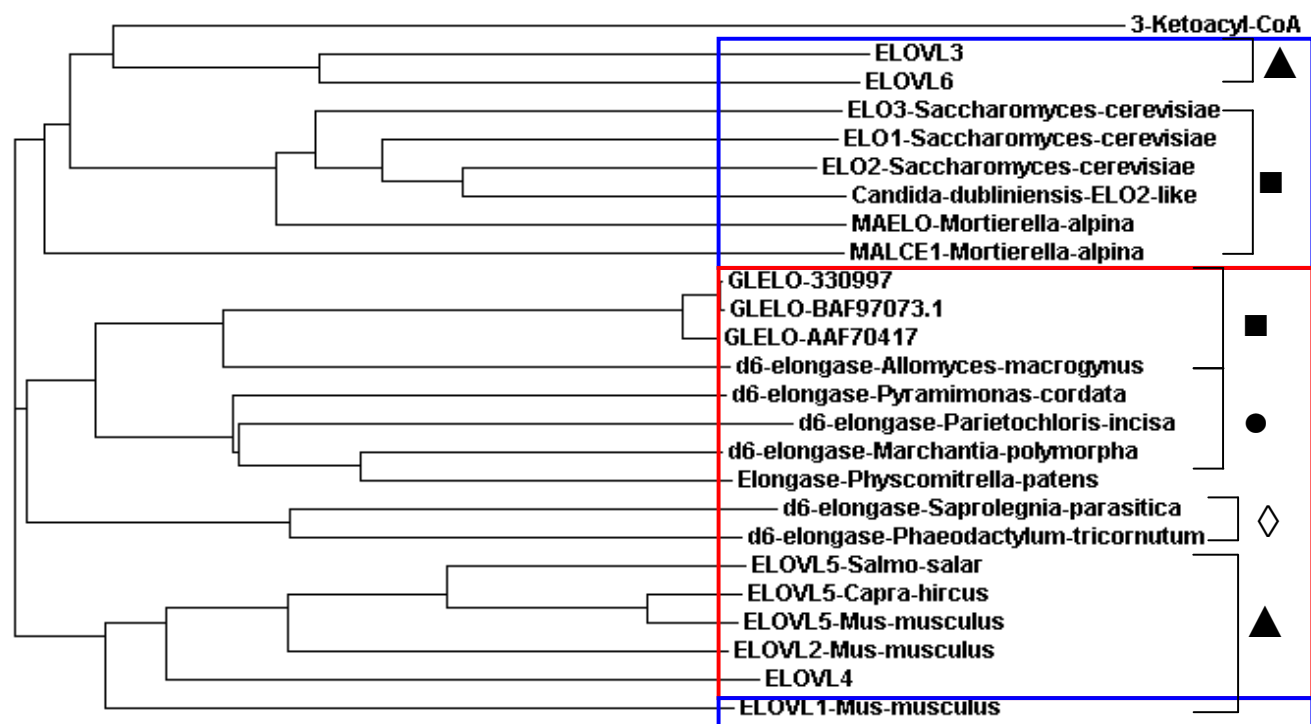 3-Ketoacyl-CoA
ELOVL3
ELOVL6
ELO3-Saccharomyces-cerevisiae
ELO1-Saccharomyces-cerevisiae
ELO2-Saccharomyces-cerevisiae
Candida-dubliniensis-ELO2-like
MAELO-Mortierella-alpina
MALCE1-Mortierella-alpina
GLELO-330997
GLELO-BAF97073.1
GLELO-AAF70417
d6-elongase-Allomyces-macrogynus
d6-elongase-Pyramimonas-cordata
d6-elongase-Parietochloris-incisa
d6-elongase-Marchantia-polymorpha
Elongase-Physcomitrella-patens
d6-elongase-Saprolegnia-parasitica
d6-elongase-Phaeodactylum-tricornutum
ELOVL5-Salmo-salar
ELOVL5-Capra-hircus
ELOVL5-Mus-musculus
ELOVL2-Mus-musculus
ELOVL4
ELOVL1-Mus-musculus